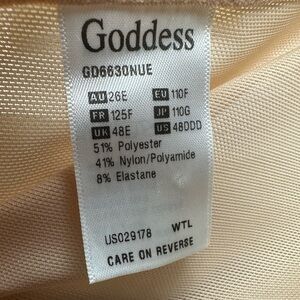 Goddess
GD6630NUE
AU 26E EU 110F
FR 125F JP 110G
UK 48E US 48DDD
51% Polyester
41% Nylon/Polyamide
8% Elastane
US029178 WTL
CARE ON REVERSE